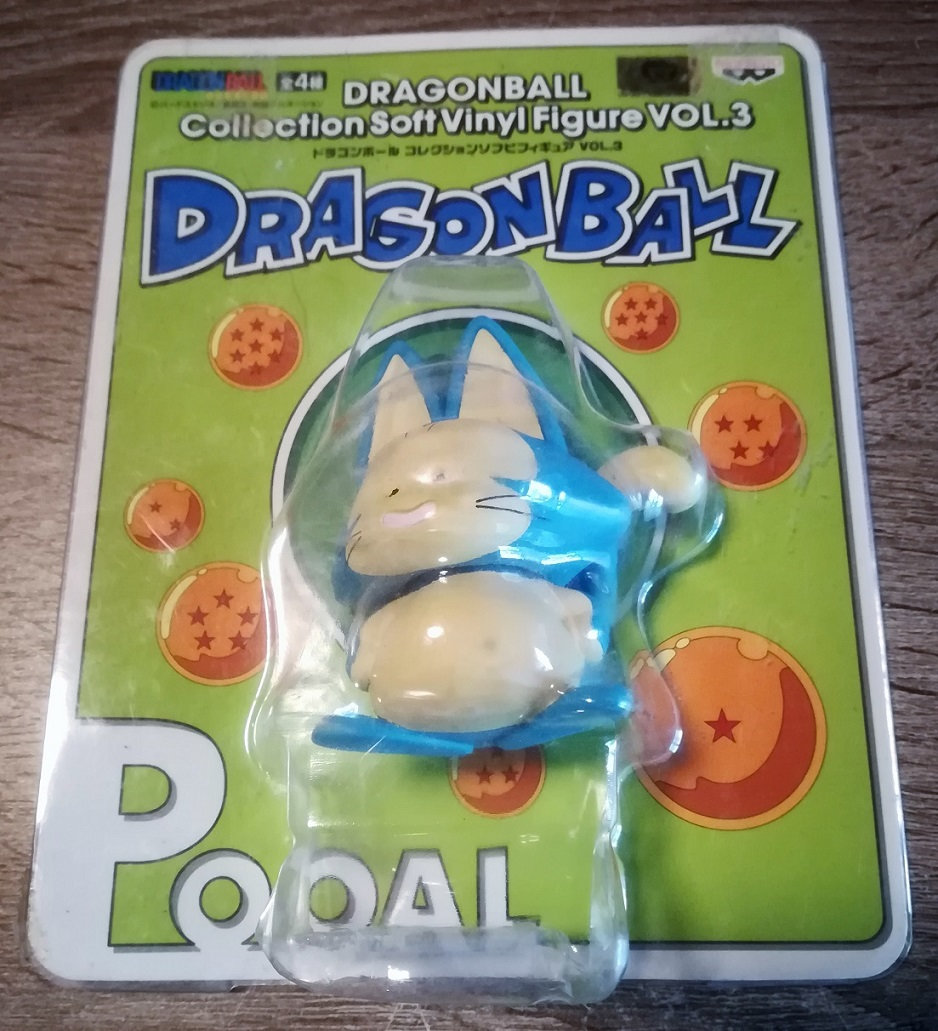 DRAGONBALL 全4種
DRAGONBALL
Collection Soft Vinyl Figure VOL.3
ドラゴンボール コレクションソフビフィギュア VOL.3
DRAGONBALL
POOAL